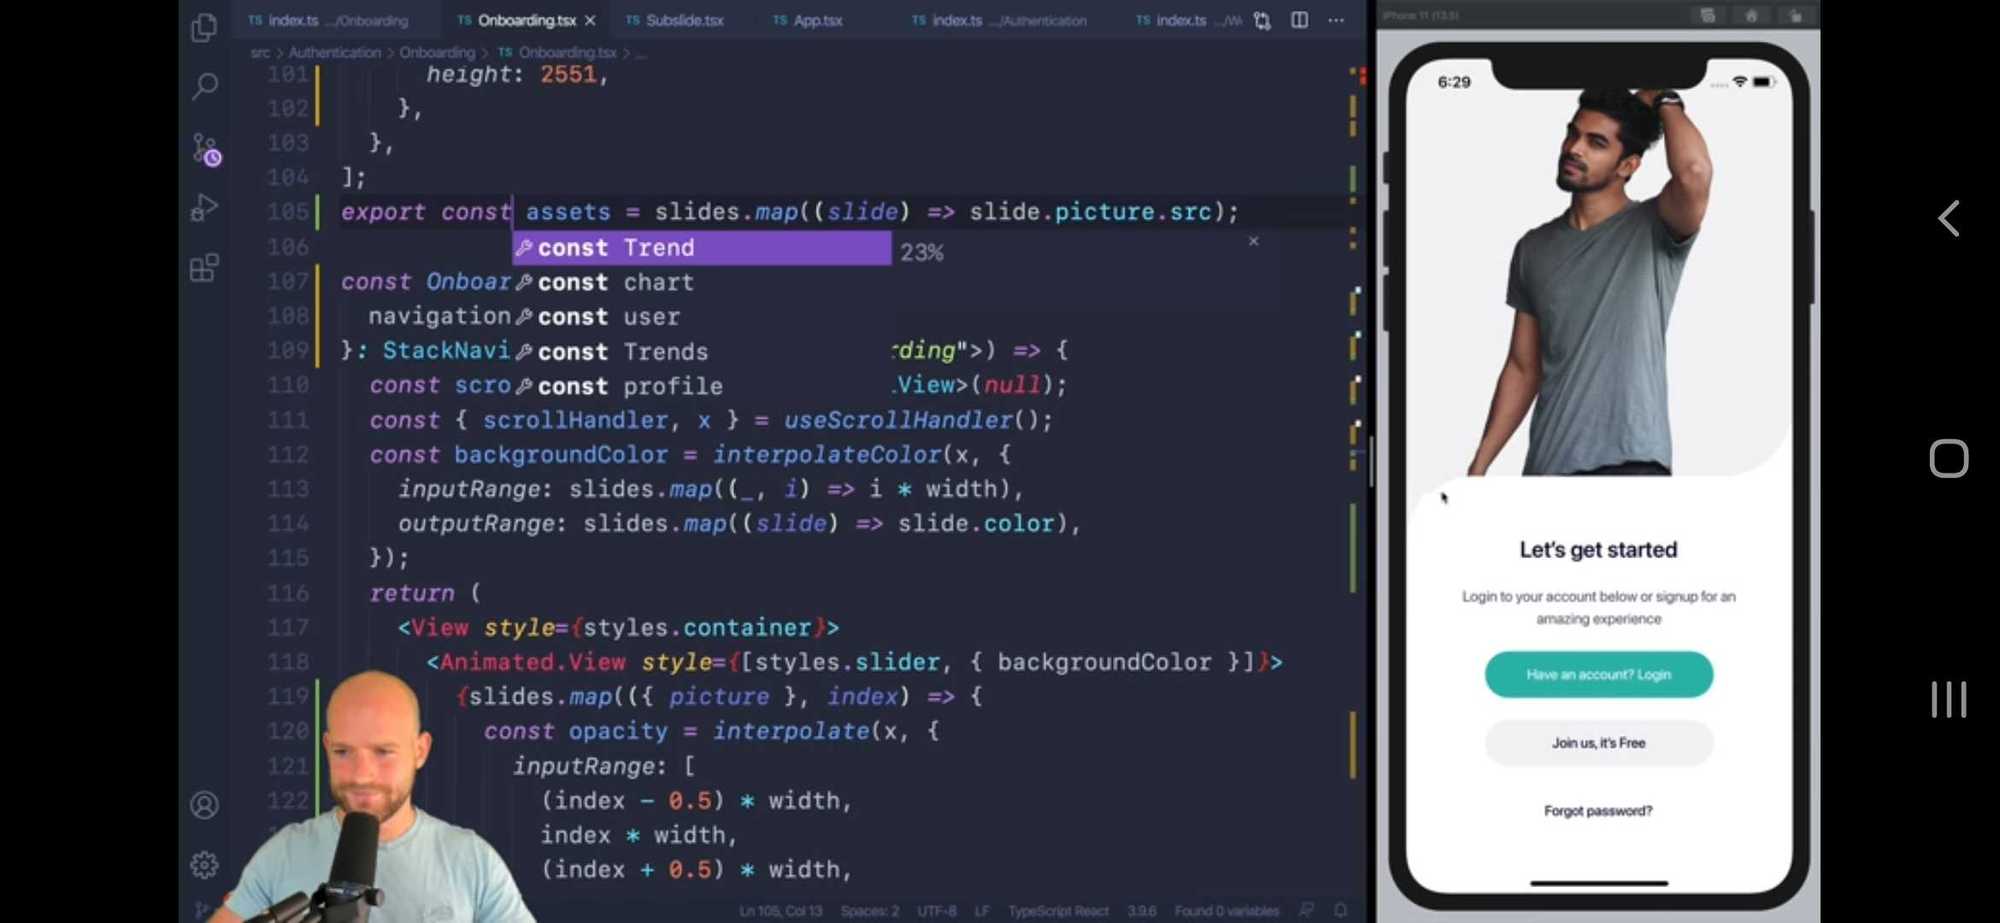 TS index.ts .../Onboarding TS Onboarding.tsx × TS Subslide.tsx TS App.tsx TS index.ts .../Authentication TS index.ts
src > Authentication > Onboarding > TS Onboarding.tsx > ...
101 height: 2551,
102 },
103 },
104 ];
105 export const assets = slides.map((slide) => slide.picture.src);
106
const Trend 23% ×
107 const Onboar
const chart
108 navigation
const user
109 }: StackNavi rding">) => {
const Trends
110 const scro .View>(null);
const profile
111 const { scrollHandler, x } = useScrollHandler();
112 const backgroundColor = interpolateColor(x, {
113 inputRange: slides.map((_, i) => i * width),
114 outputRange: slides.map((slide) => slide.color),
115 });
116 return (
117 <View style={styles.container}>
118 <Animated.View style={[styles.slider, { backgroundColor }]}>
119 {slides.map(({ picture }, index) => {
120 const opacity = interpolate(x, {
121 inputRange: [
122 (index - 0.5) * width,
index * width,
(index + 0.5) * width,
Ln 105, Col 13 Spaces: 2 UTF-8 LF TypeScript React 3.9.6 Found 0 variables
iPhone 11 (13.5)
6:29
Let's get started
Login to your account below or signup for an
amazing experience
Have an account? Login
Join us, it's Free
Forgot password?